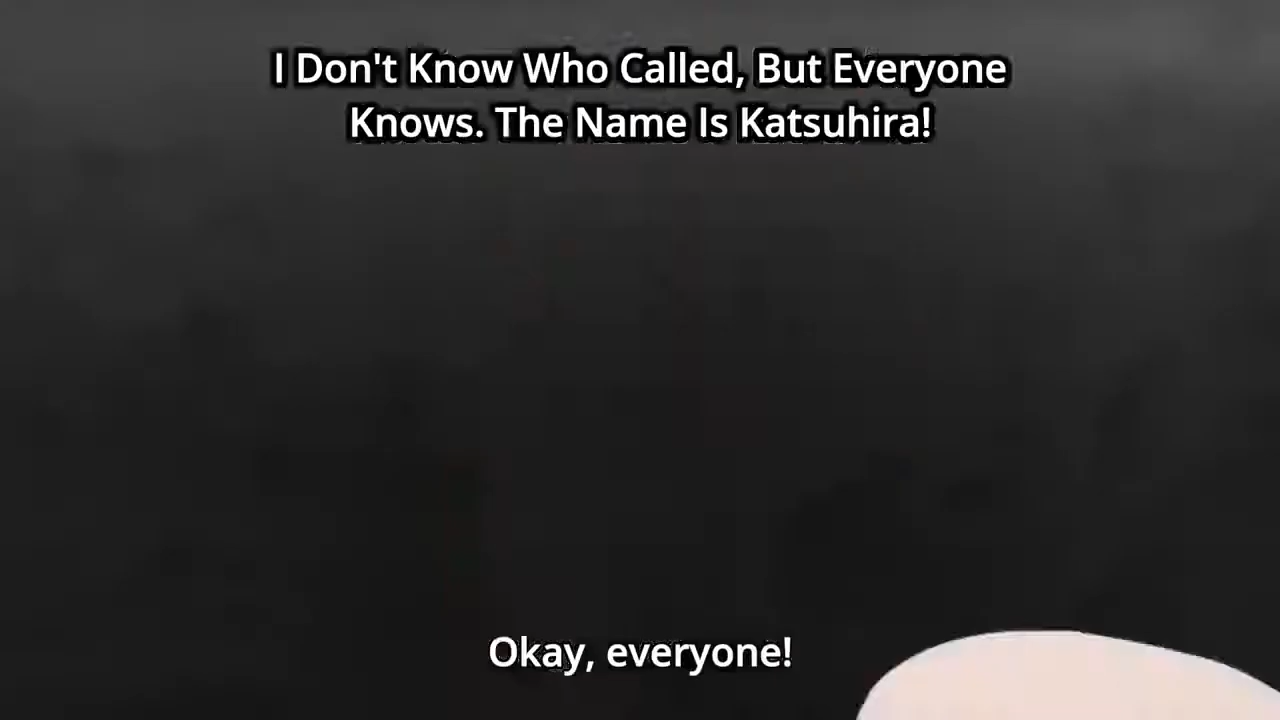 I Don't Know Who Called, But Everyone
Knows. The Name Is Katsuhira!
Okay, everyone!